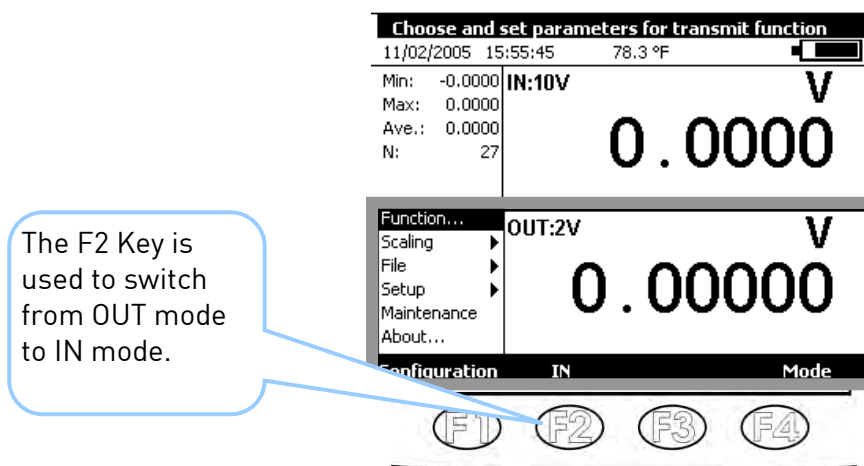 Choose and set parameters for transmit function
11/02/2005 15:55:45 78.3 °F
Min: -0.0000
Max: 0.0000
Ave.: 0.0000
N: 27
IN:10V V
0.0000
Function...
Scaling
File
Setup
Maintenance
About...
OUT:2V V
0.00000
Configuration IN Mode
The F2 Key is
used to switch
from OUT mode
to IN mode.
F1 F2 F3 F4